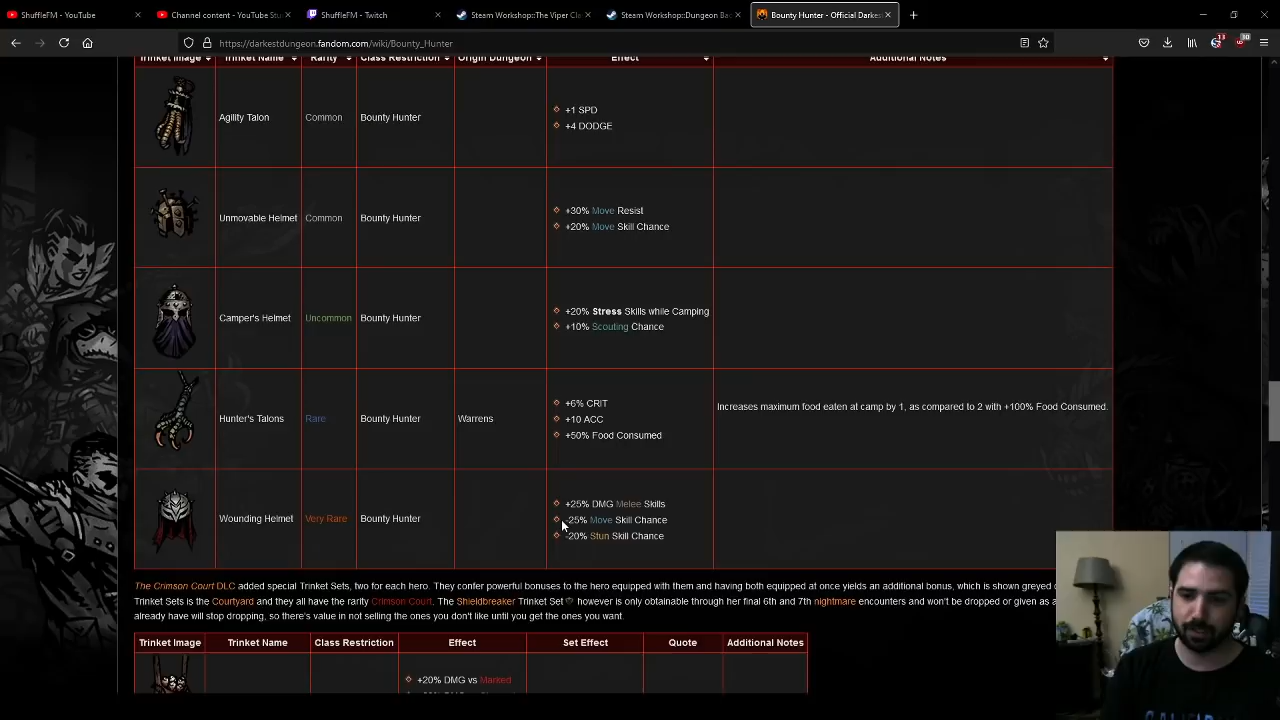 ShuffleFM - YouTube
Channel content - YouTube Stu
ShuffleFM - Twitch
Steam Workshop::The Viper Cla
Steam Workshop::Dungeon Bac
Bounty Hunter - Official Darkes
https://darkestdungeon.fandom.com/wiki/Bounty_Hunter
Trinket Image Trinket Name Rarity Class Restriction Origin Dungeon Effect Additional Notes
Agility Talon Common Bounty Hunter
+1 SPD
+4 DODGE
Unmovable Helmet Common Bounty Hunter
+30% Move Resist
+20% Move Skill Chance
Camper's Helmet Uncommon Bounty Hunter
+20% Stress Skills while Camping
+10% Scouting Chance
Hunter's Talons Rare Bounty Hunter Warrens
+6% CRIT
+10 ACC
+50% Food Consumed
Increases maximum food eaten at camp by 1, as compared to 2 with +100% Food Consumed.
Wounding Helmet Very Rare Bounty Hunter
+25% DMG Melee Skills
-25% Move Skill Chance
-20% Stun Skill Chance
The Crimson Court DLC added special Trinket Sets, two for each hero. They confer powerful bonuses to the hero equipped with them and having both equipped at once yields an additional bonus, which is shown greyed
Trinket Sets is the Courtyard and they all have the rarity Crimson Court. The Shieldbreaker Trinket Set however is only obtainable through her final 6th and 7th nightmare encounters and won't be dropped or given as a
already have will stop dropping, so there's value in not selling the ones you don't like until you get the ones you want.
Trinket Image Trinket Name Class Restriction Effect Set Effect Quote Additional Notes
+20% DMG vs Marked